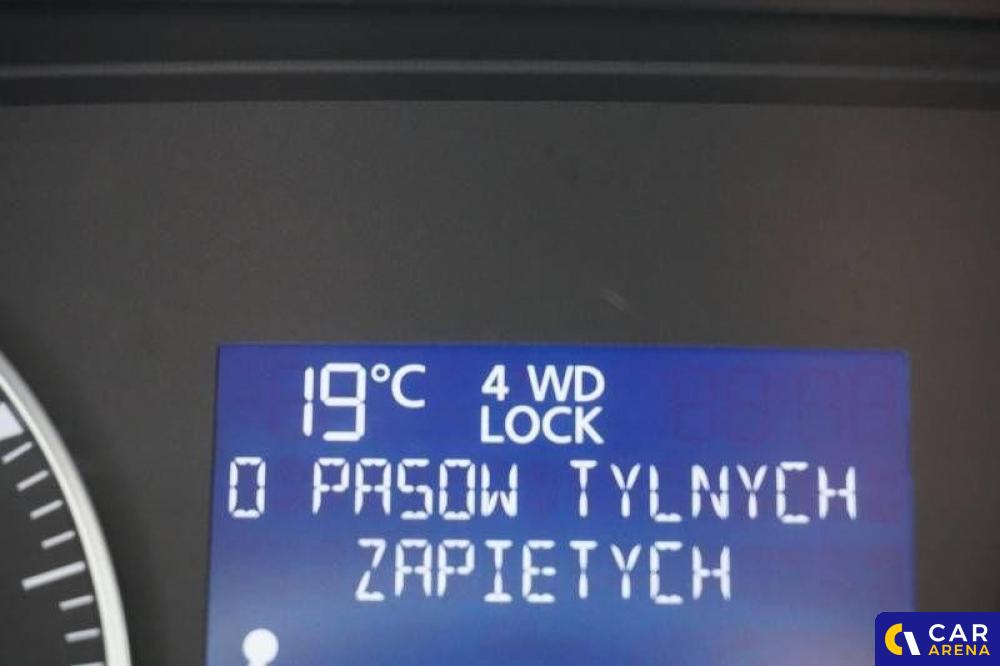 19°C 4 WD
LOCK
0 PASOW TYLNYCH
ZAPIETYCH
CAR
ARENA